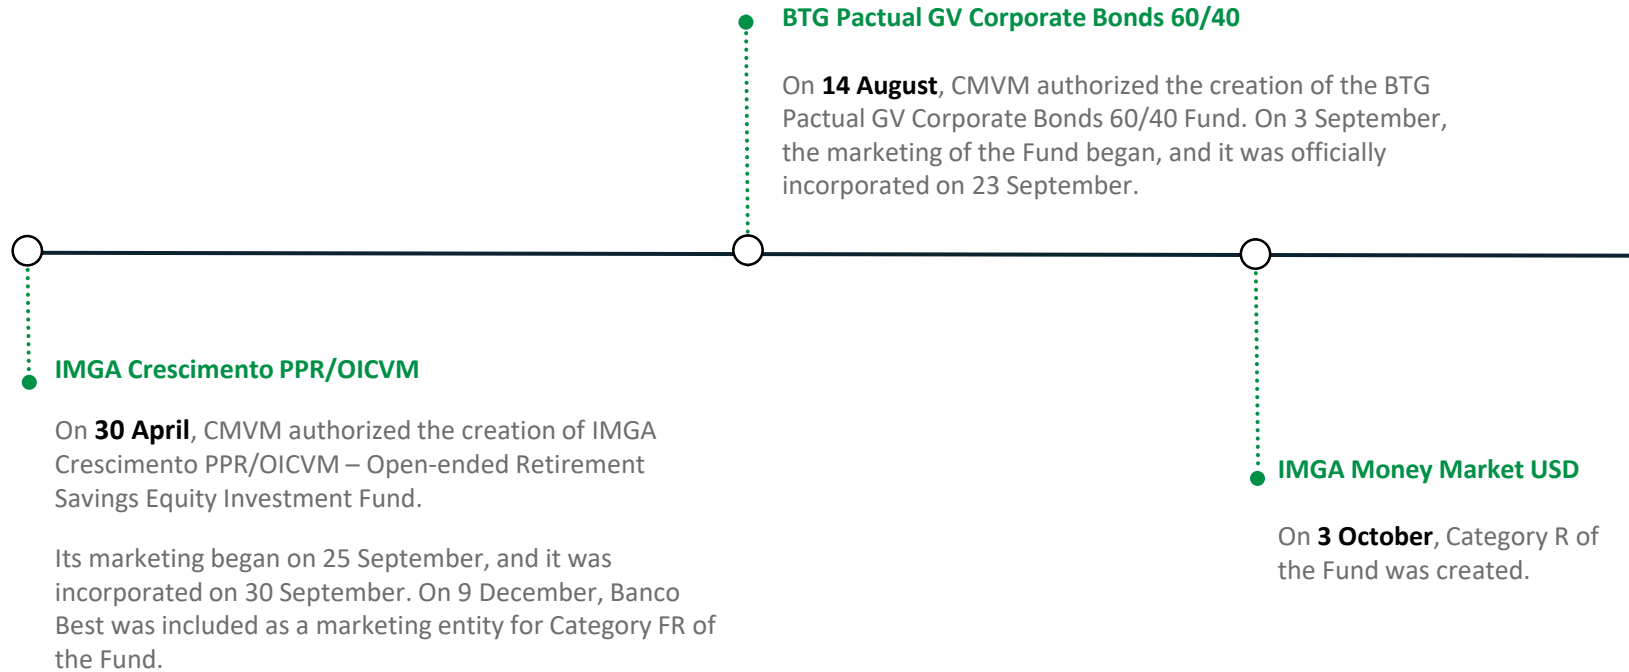 BTG Pactual GV Corporate Bonds 60/40
On 14 August, CMVM authorized the creation of the BTG
Pactual GV Corporate Bonds 60/40 Fund. On 3 September,
the marketing of the Fund began, and it was officially
incorporated on 23 September.
IMGA Crescimento PPR/OICVM
On 30 April, CMVM authorized the creation of IMGA
Crescimento PPR/OICVM – Open-ended Retirement
Savings Equity Investment Fund.
Its marketing began on 25 September, and it was
incorporated on 30 September. On 9 December, Banco
Best was included as a marketing entity for Category FR of
the Fund.
IMGA Money Market USD
On 3 October, Category R of
the Fund was created.